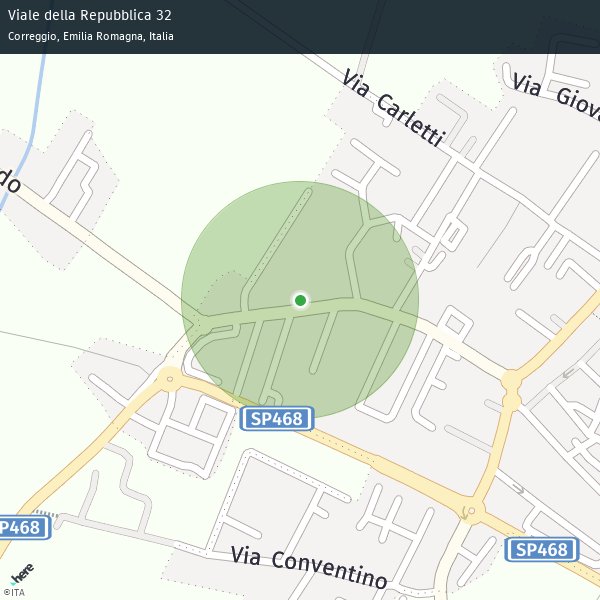 Viale della Repubblica 32
Correggio, Emilia Romagna, Italia
Via Carletti
Via Giova
do
SP468
P468
SP468
Via Conventino
here
©ITA